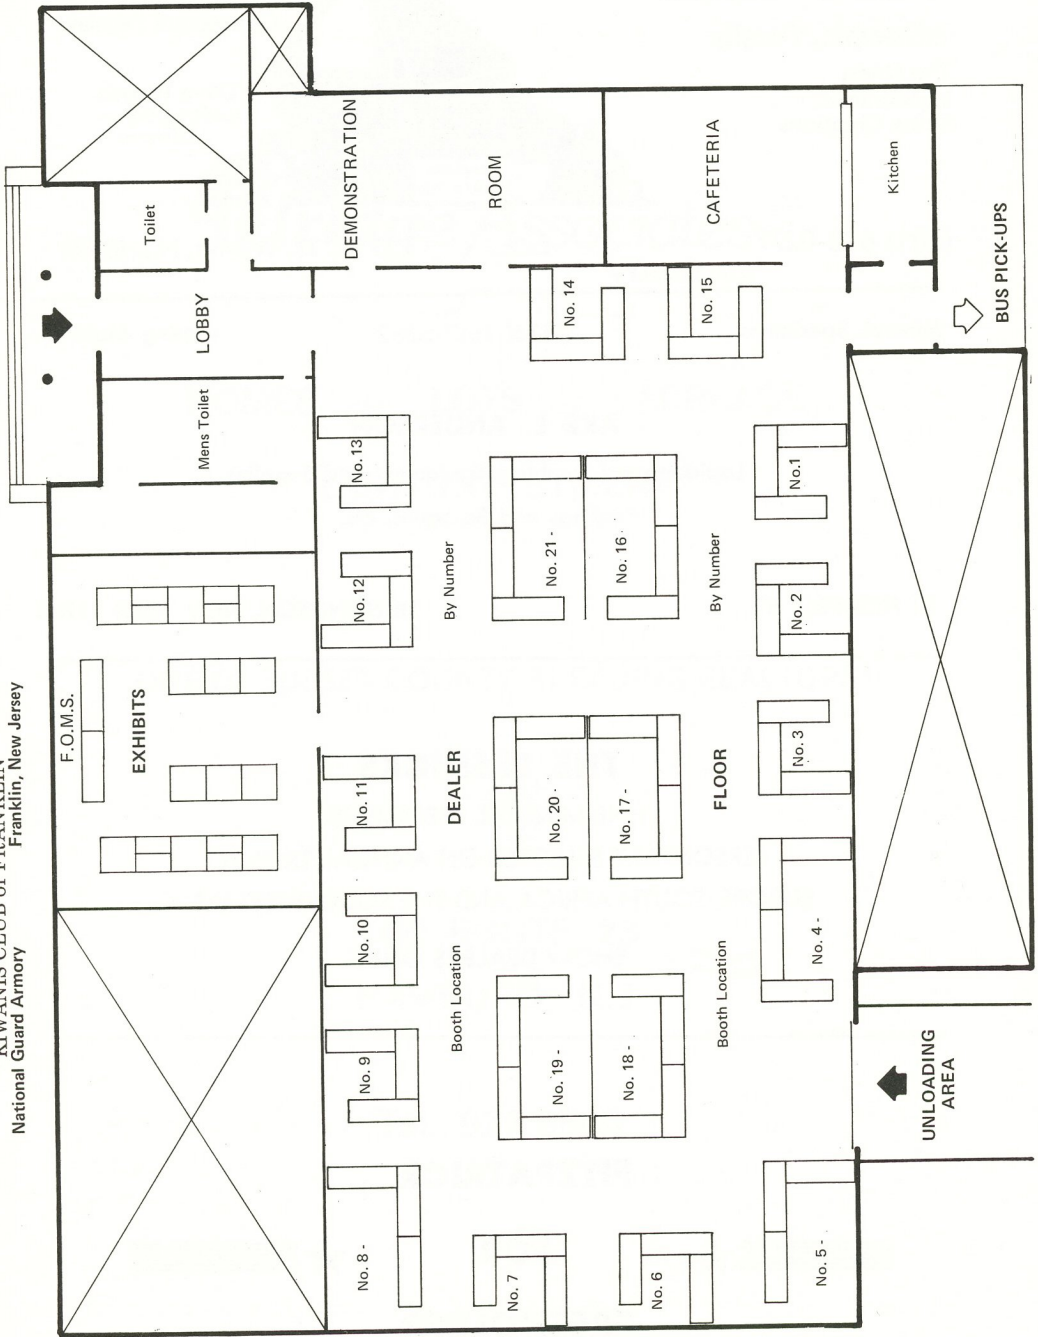 KIWANIS CLUB OF FRANKLIN
National Guard Armory Franklin, New Jersey
F.O.M.S.
EXHIBITS
Mens Toilet
LOBBY
Toilet
DEMONSTRATION
ROOM
CAFETERIA
Kitchen
BUS PICK-UPS
No. 8 -
No. 9
No. 10
No. 11
No. 12
No. 13
No. 14
No. 15
Booth Location
DEALER
By Number
No. 7
No. 19 -
No. 20 -
No. 21 -
No. 6
No. 18 -
No. 17 -
No. 16 -
Booth Location
FLOOR
By Number
No. 5 -
No. 4 -
No. 3
No. 2
No.1
UNLOADING
AREA